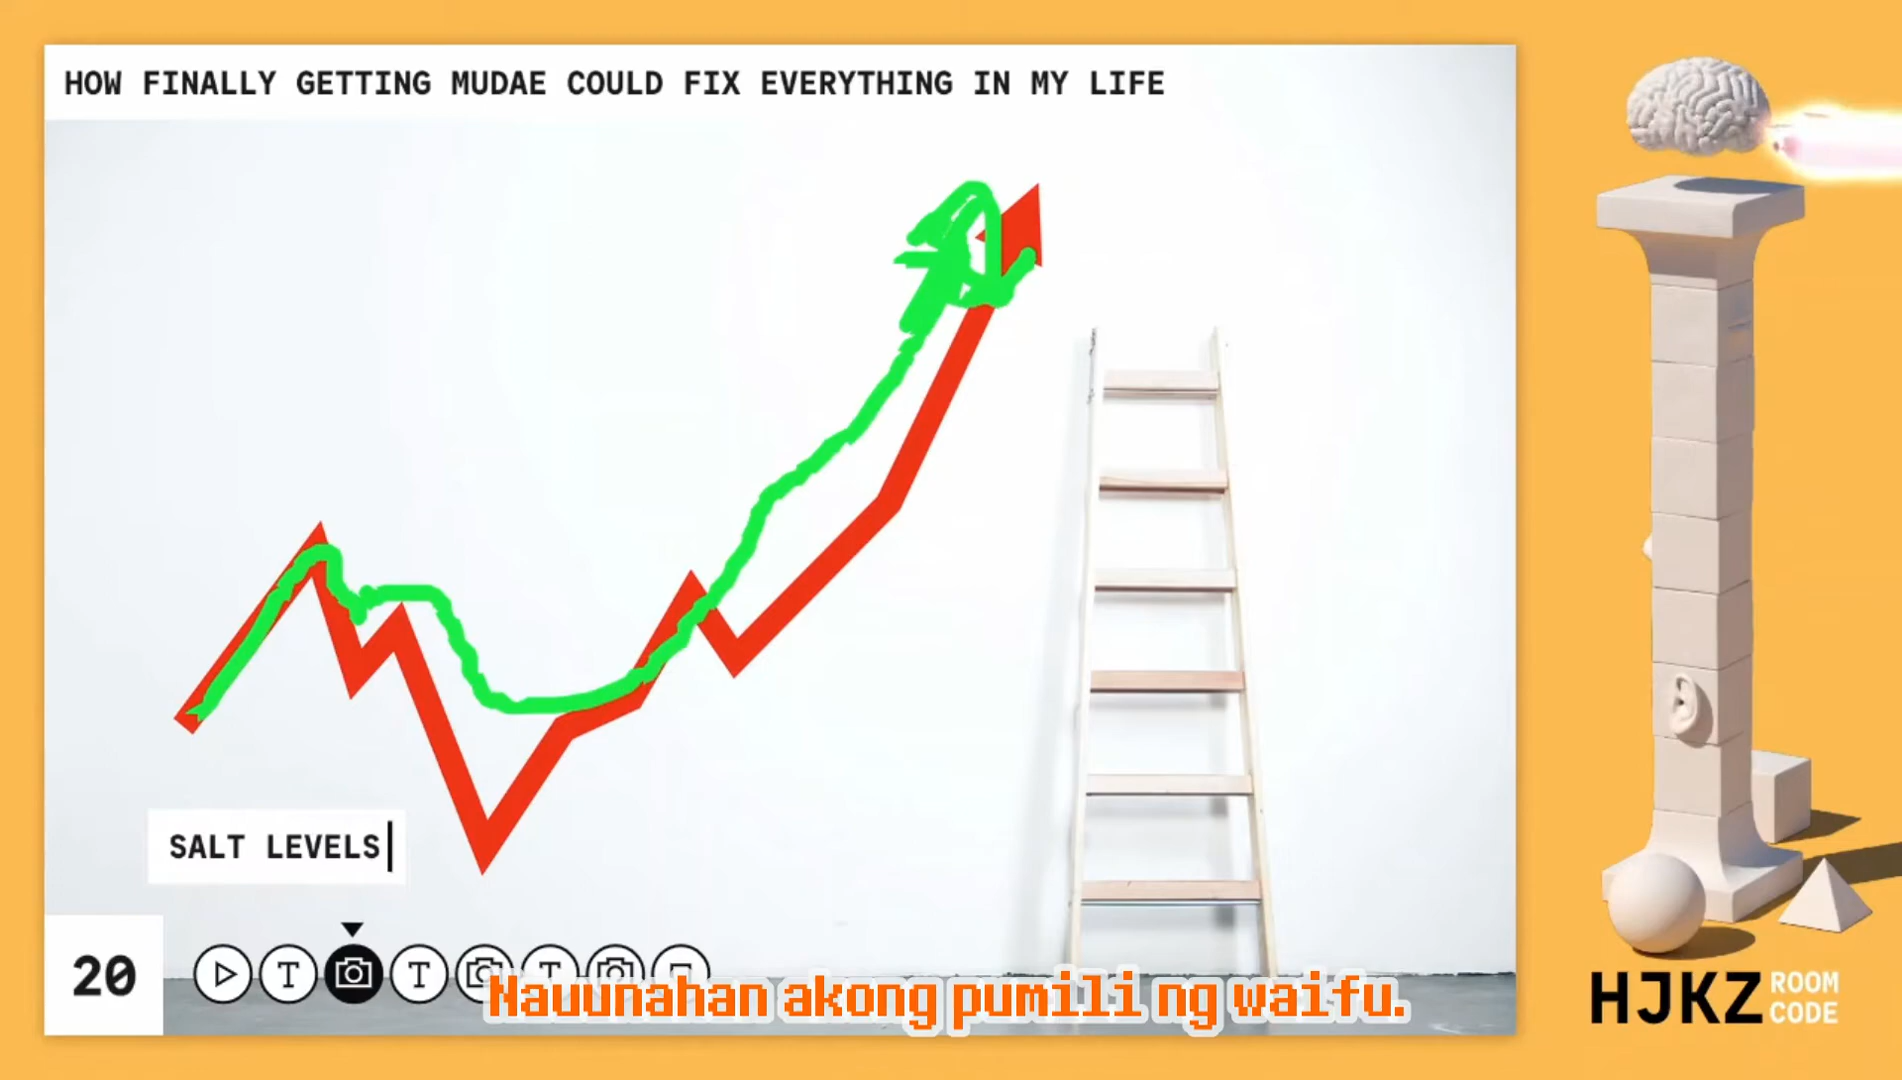 HOW FINALLY GETTING MUDAE COULD FIX EVERYTHING IN MY LIFE
SALT LEVELS
20
T T T
Nauunahan akong pumili ng waifu.
HJKZ ROOM
CODE